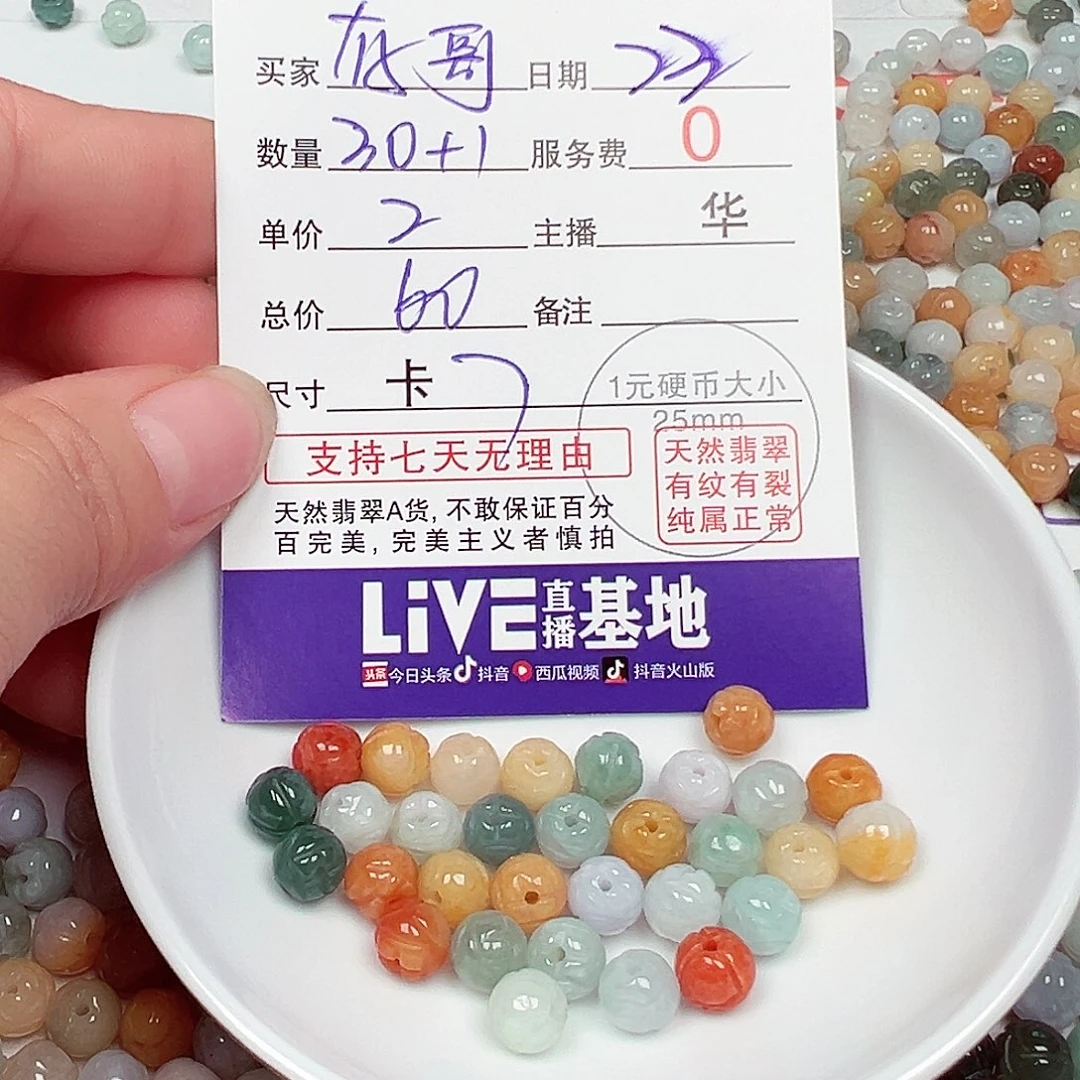 买家 哥 日期 23
数量 30+1 服务费 0
单价 2 主播 华
总价 60 备注
尺寸 卡 7 1元硬币大小
25mm
支持七天无理由
天然翡翠
有纹有裂
纯属正常
天然翡翠A货,不敢保证百分
百完美,完美主义者慎拍
LiVE直播基地
头条 今日头条 抖音 西瓜视频 抖音火山版